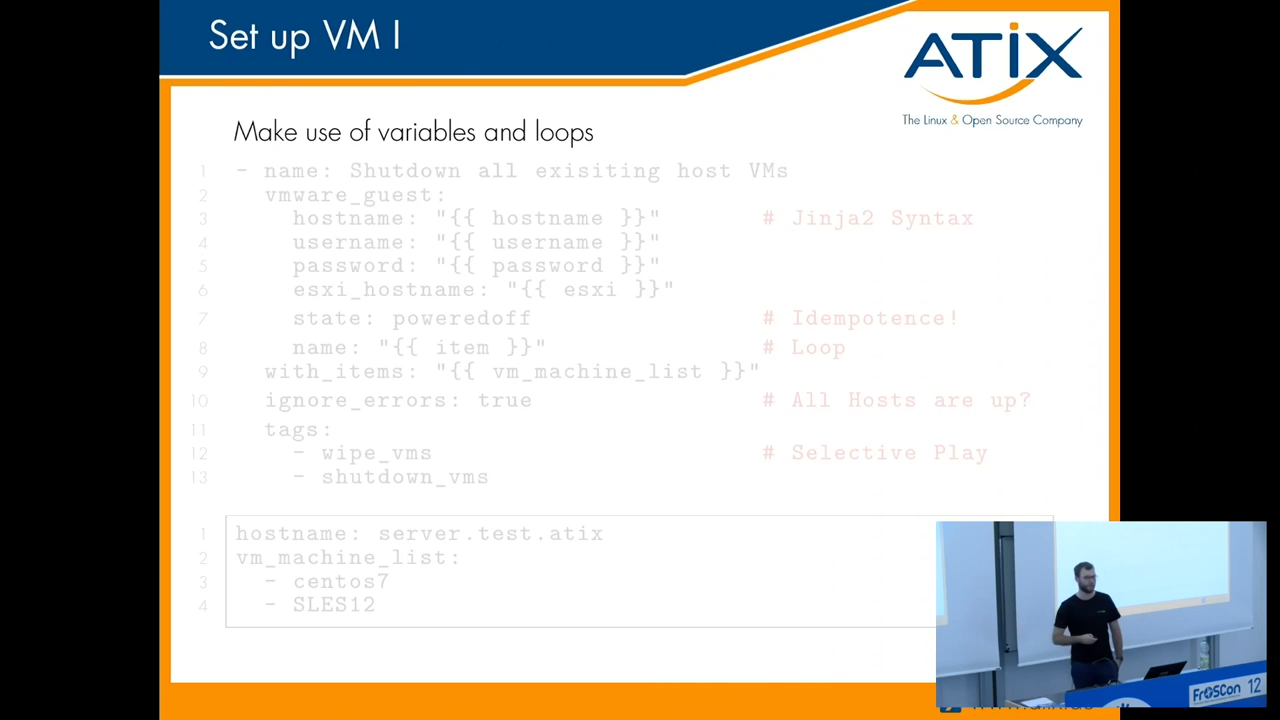 Set up VM I
ATIX
The Linux & Open Source Company
Make use of variables and loops
1 - name: Shutdown all exisiting host VMs
2 vmware_guest:
3 hostname: "{{ hostname }}" # Jinja2 Syntax
4 username: "{{ username }}"
5 password: "{{ password }}"
6 esxi_hostname: "{{ esxi }}"
7 state: poweredoff # Idempotence!
8 name: "{{ item }}" # Loop
9 with_items: "{{ vm_machine_list }}"
10 ignore_errors: true # All Hosts are up?
11 tags:
12 - wipe_vms # Selective Play
13 - shutdown_vms
1 hostname: server.test.atix
2 vm_machine_list:
3 - centos7
4 - SLES12
FrOSCon 12